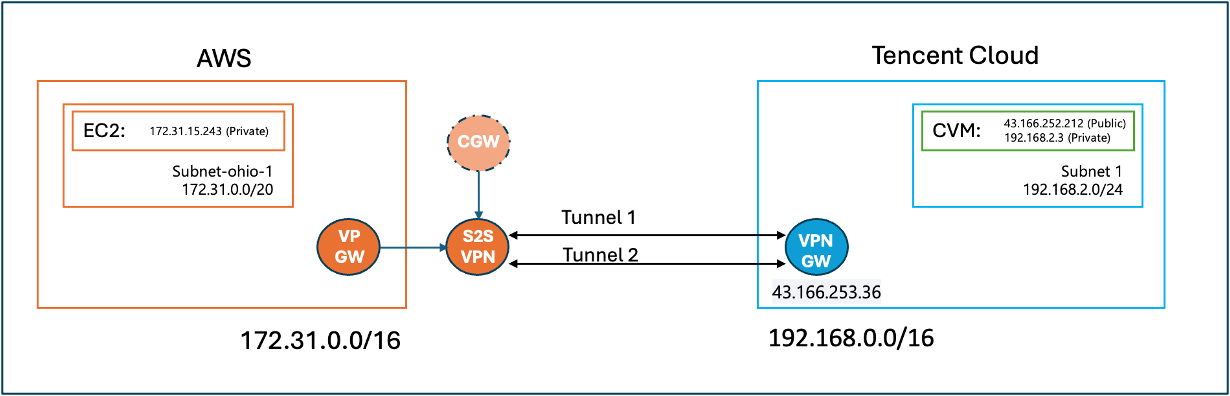 AWS
EC2:
172.31.15.243 (Private)
Subnet-ohio-1
172.31.0.0/20
VP
GW
172.31.0.0/16
CGW
S2S
VPN
Tunnel 1
Tunnel 2
Tencent Cloud
CVM:
43.166.252.212 (Public)
192.168.2.3 (Private)
Subnet 1
192.168.2.0/24
VPN
GW
43.166.253.36
192.168.0.0/16